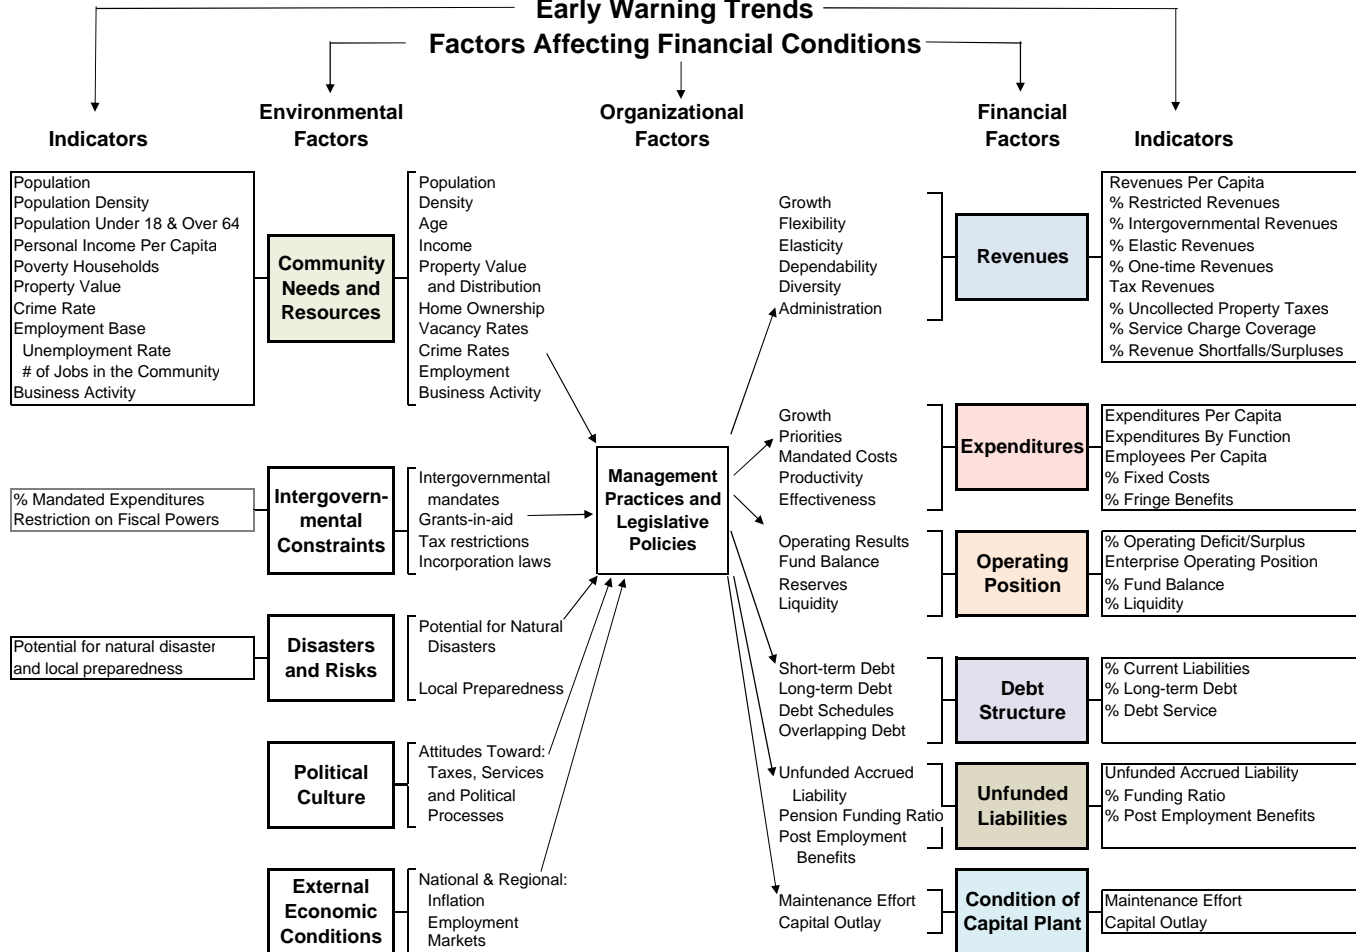 Early Warning Trends
Factors Affecting Financial Conditions
Indicators
Environmental
Factors
Organizational
Factors
Financial
Factors
Indicators
Population
Population Density
Population Under 18 & Over 64
Personal Income Per Capita
Poverty Households
Property Value
Crime Rate
Employment Base
Unemployment Rate
# of Jobs in the Community
Business Activity
Community
Needs and
Resources
Population
Density
Age
Income
Property Value
and Distribution
Home Ownership
Vacancy Rates
Crime Rates
Employment
Business Activity
% Mandated Expenditures
Restriction on Fiscal Powers
Intergovern-
mental
Constraints
Intergovernmental
mandates
Grants-in-aid
Tax restrictions
Incorporation laws
Potential for natural disaster
and local preparedness
Disasters
and Risks
Potential for Natural
Disasters
Local Preparedness
Political
Culture
Attitudes Toward:
Taxes, Services
and Political
Processes
External
Economic
Conditions
National & Regional:
Inflation
Employment
Markets
Management
Practices and
Legislative
Policies
Growth
Flexibility
Elasticity
Dependability
Diversity
Administration
Revenues
Revenues Per Capita
% Restricted Revenues
% Intergovernmental Revenues
% Elastic Revenues
% One-time Revenues
Tax Revenues
% Uncollected Property Taxes
% Service Charge Coverage
% Revenue Shortfalls/Surpluses
Growth
Priorities
Mandated Costs
Productivity
Effectiveness
Expenditures
Expenditures Per Capita
Expenditures By Function
Employees Per Capita
% Fixed Costs
% Fringe Benefits
Operating Results
Fund Balance
Reserves
Liquidity
Operating
Position
% Operating Deficit/Surplus
Enterprise Operating Position
% Fund Balance
% Liquidity
Short-term Debt
Long-term Debt
Debt Schedules
Overlapping Debt
Debt
Structure
% Current Liabilities
% Long-term Debt
% Debt Service
Unfunded Accrued
Liability
Pension Funding Ratio
Post Employment
Benefits
Unfunded
Liabilities
Unfunded Accrued Liability
% Funding Ratio
% Post Employment Benefits
Maintenance Effort
Capital Outlay
Condition of
Capital Plant
Maintenance Effort
Capital Outlay